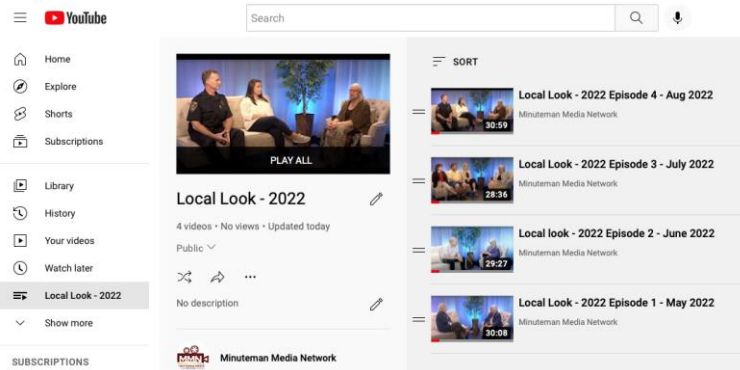 YouTube
Search
Home
Explore
Shorts
Subscriptions
Library
History
Your videos
Watch later
Local Look - 2022
Show more
SUBSCRIPTIONS
PLAY ALL
Local Look - 2022
4 videos • No views • Updated today
Public
No description
MMN
Minuteman Media Network
SORT
Local Look - 2022 Episode 4 - Aug 2022
Minuteman Media Network
30:59
Local Look - 2022 Episode 3 - July 2022
Minuteman Media Network
28:36
Local look - 2022 Episode 2 - June 2022
Minuteman Media Network
29:27
Local Look - 2022 Episode 1 - May 2022
Minuteman Media Network
30:08